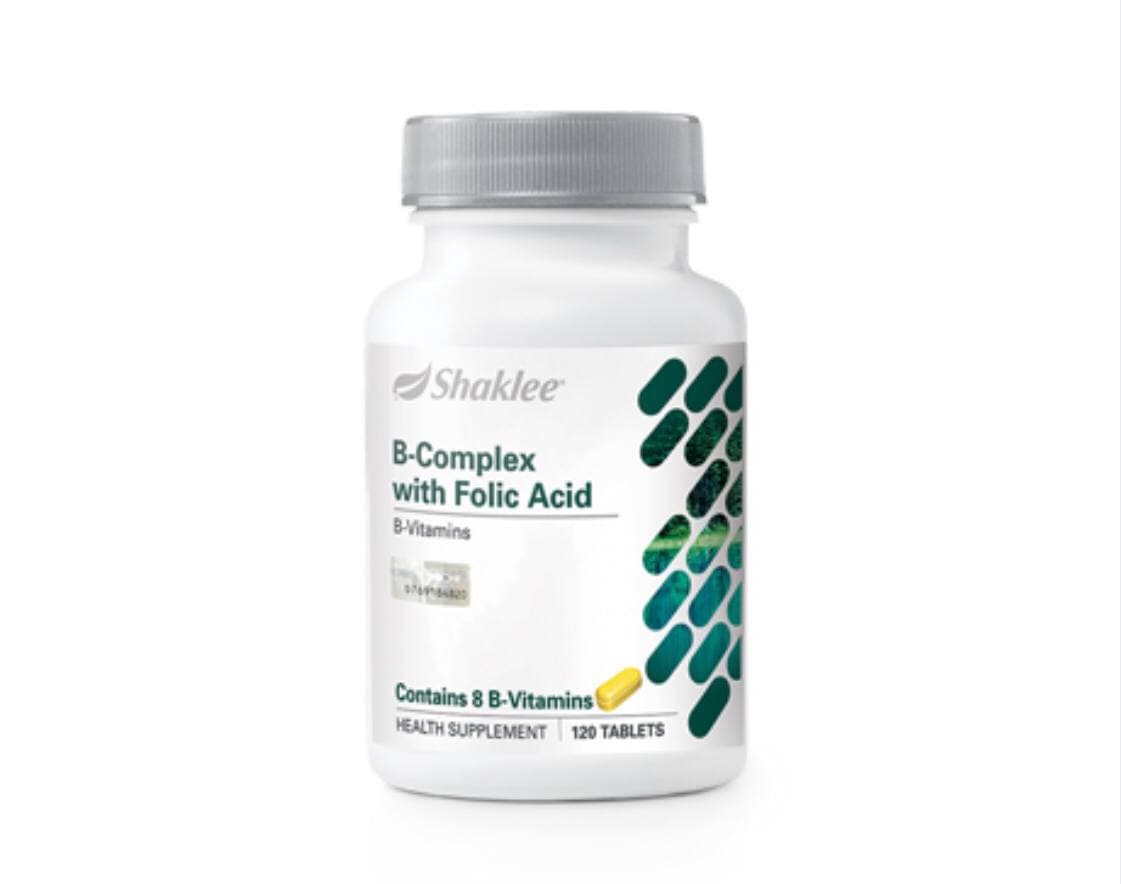 Shaklee®
B-Complex
with Folic Acid
B-Vitamins
Contains 8 B-Vitamins
HEALTH SUPPLEMENT 120 TABLETS